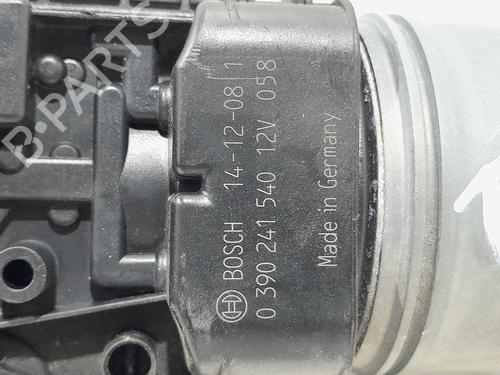 BOSCH 14-12-08/1
0 390 241 540 12V 058
Made in Germany
B-PARTS